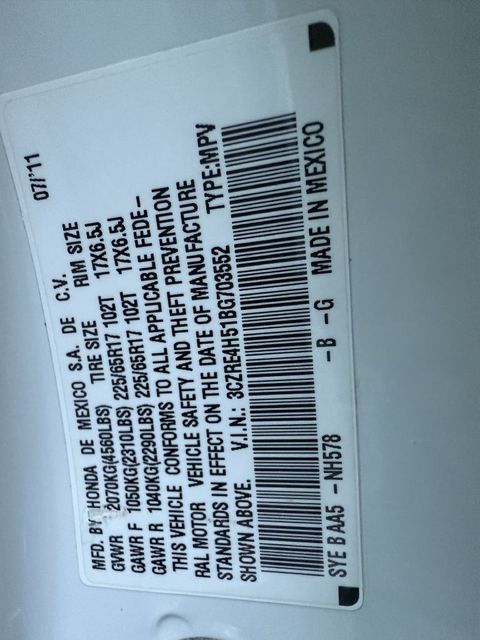 07/'11
MFD. BY HONDA DE MEXICO S.A. DE C.V.
TIRE SIZE RIM SIZE
GVWR 2070KG(4560LBS)
GAWR F 1050KG(2310LBS) 225/65R17 102T 17X6.5J
GAWR R 1040KG(2290LBS) 225/65R17 102T 17X6.5J
THIS VEHICLE CONFORMS TO ALL APPLICABLE FEDE-
RAL MOTOR VEHICLE SAFETY AND THEFT PREVENTION
STANDARDS IN EFFECT ON THE DATE OF MANUFACTURE
SHOWN ABOVE. V.I.N.: 3CZRE4H51BG703552 TYPE:MPV
SYE B AA5 -NH578 -B -G MADE IN MEXICO